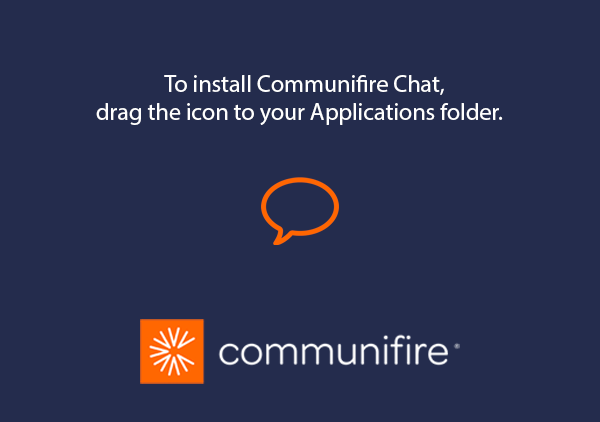 To install Communifire Chat,
drag the icon to your Applications folder.
communifire®